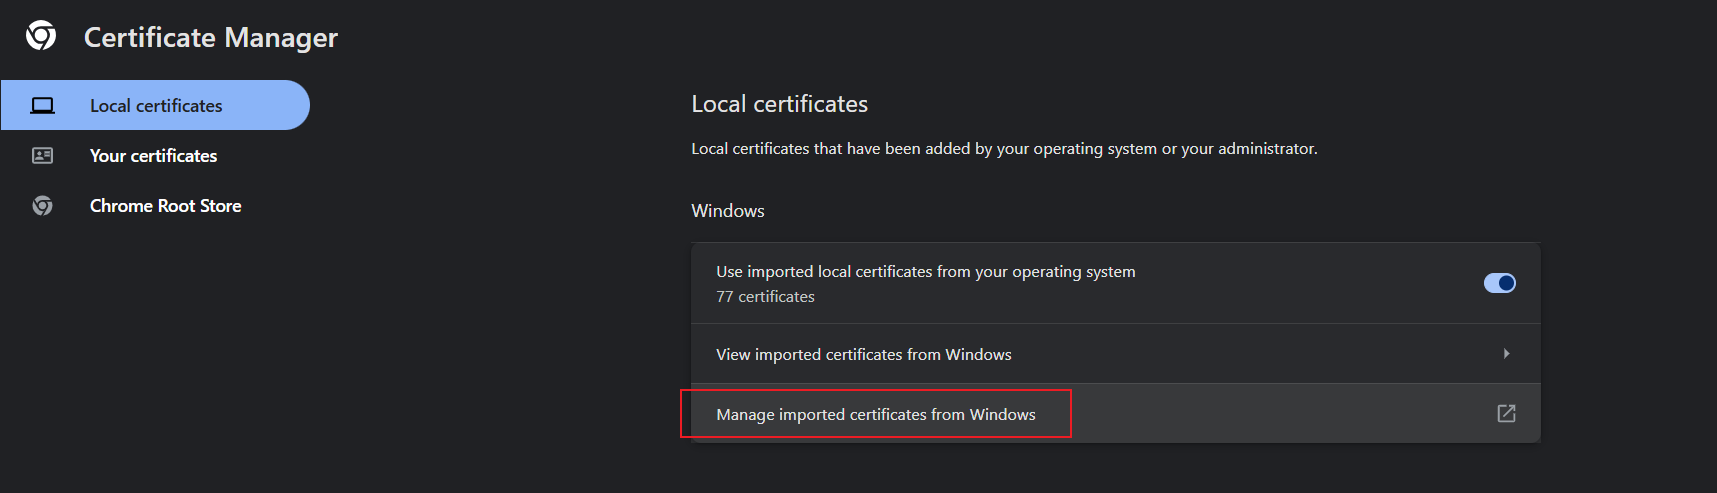 Certificate Manager
Local certificates
Your certificates
Chrome Root Store
Local certificates
Local certificates that have been added by your operating system or your administrator.
Windows
Use imported local certificates from your operating system
77 certificates
View imported certificates from Windows
Manage imported certificates from Windows